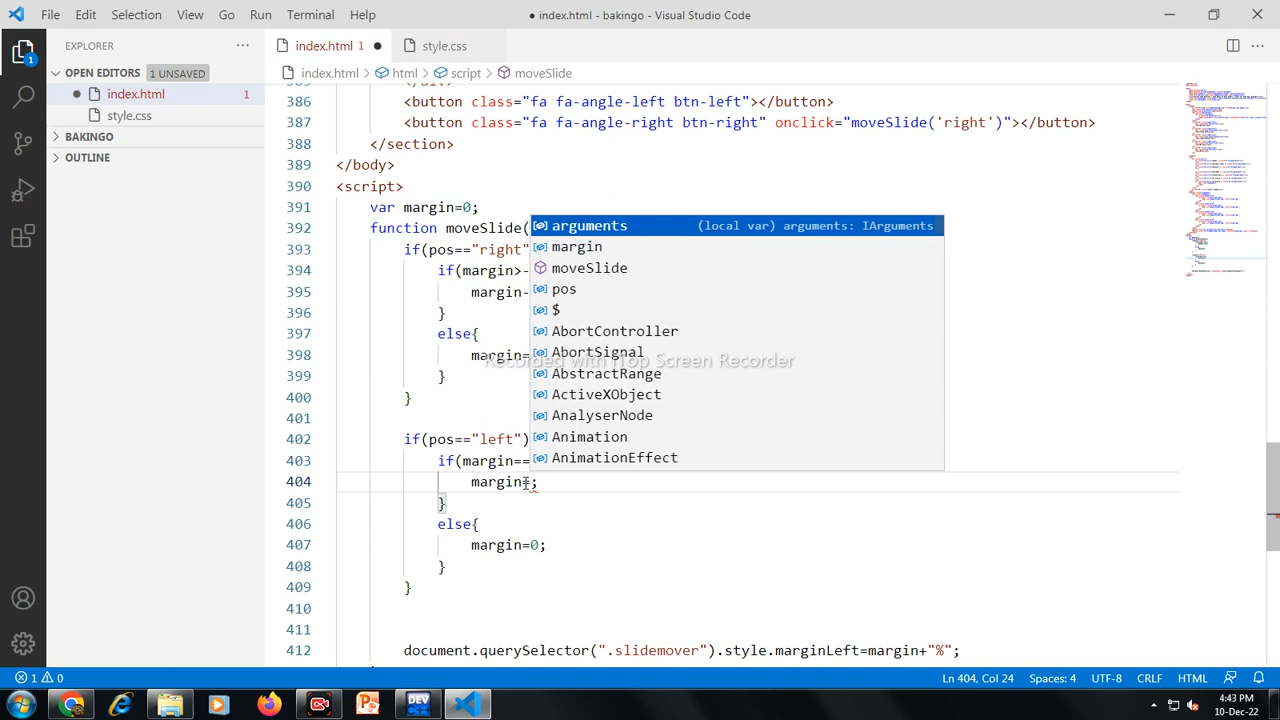 File Edit Selection View Go Run Terminal Help
● index.html - bakingo - Visual Studio Code
EXPLORER
index.html 1 ●
style.css
OPEN EDITORS 1 UNSAVED
index.html > html > script > moveSlide
● index.html 1
style.css
BAKINGO
OUTLINE
1
386 <button class="fa fa-angle-left btn-left"></button>
387 <button class="fa fa-angle-right btn-right" onclick="moveSlide('right')"></button>
388 </section>
389 </body>
390 <script>
391 var margin=0;
392 function moveSlide
393 if(pos=="right"
394 if(margin>-
395 margin-
396 }
397 else{
398 margin=
399 }
400 }
401
402 if(pos=="left")
403 if(margin==
404 margin=;
405 }
406 else{
407 margin=0;
408 }
409 }
410
411
412 document.querySelector(".slidemover").style.marginLeft=margin+"%";
arguments (local var) arguments: IArguments
margin
moveSlide
pos
$
AbortController
AbortSignal
AbstractRange
ActiveXObject
AnalyserNode
Animation
AnimationEffect
Recorded with iTop Screen Recorder
1 0
Ln 404, Col 24 Spaces: 4 UTF-8 CRLF HTML
DEV
4:43 PM
10-Dec-22